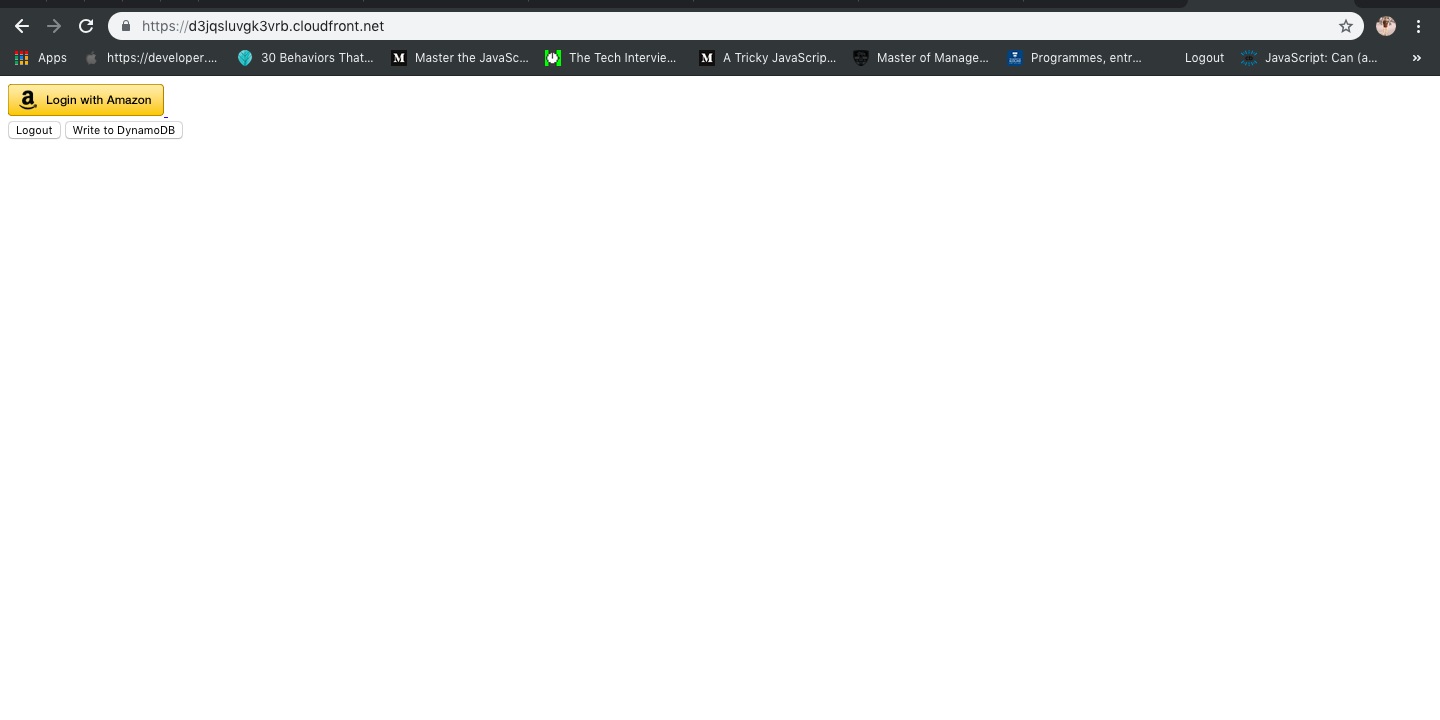 https://d3jqsluvgk3vrb.cloudfront.net
Apps https://developer.... 30 Behaviors That... Master the JavaSc... The Tech Intervie... A Tricky JavaScrip... Master of Manage... Programmes, entr... Logout JavaScript: Can (a... »
Login with Amazon
Logout Write to DynamoDB